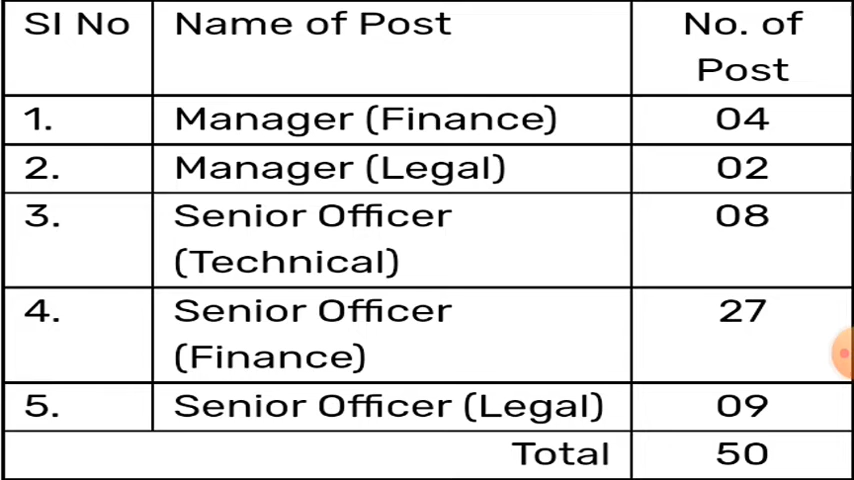 SI No Name of Post No. of
Post
1. Manager (Finance) 04
2. Manager (Legal) 02
3. Senior Officer 08
(Technical)
4. Senior Officer 27
(Finance)
5. Senior Officer (Legal) 09
Total 50